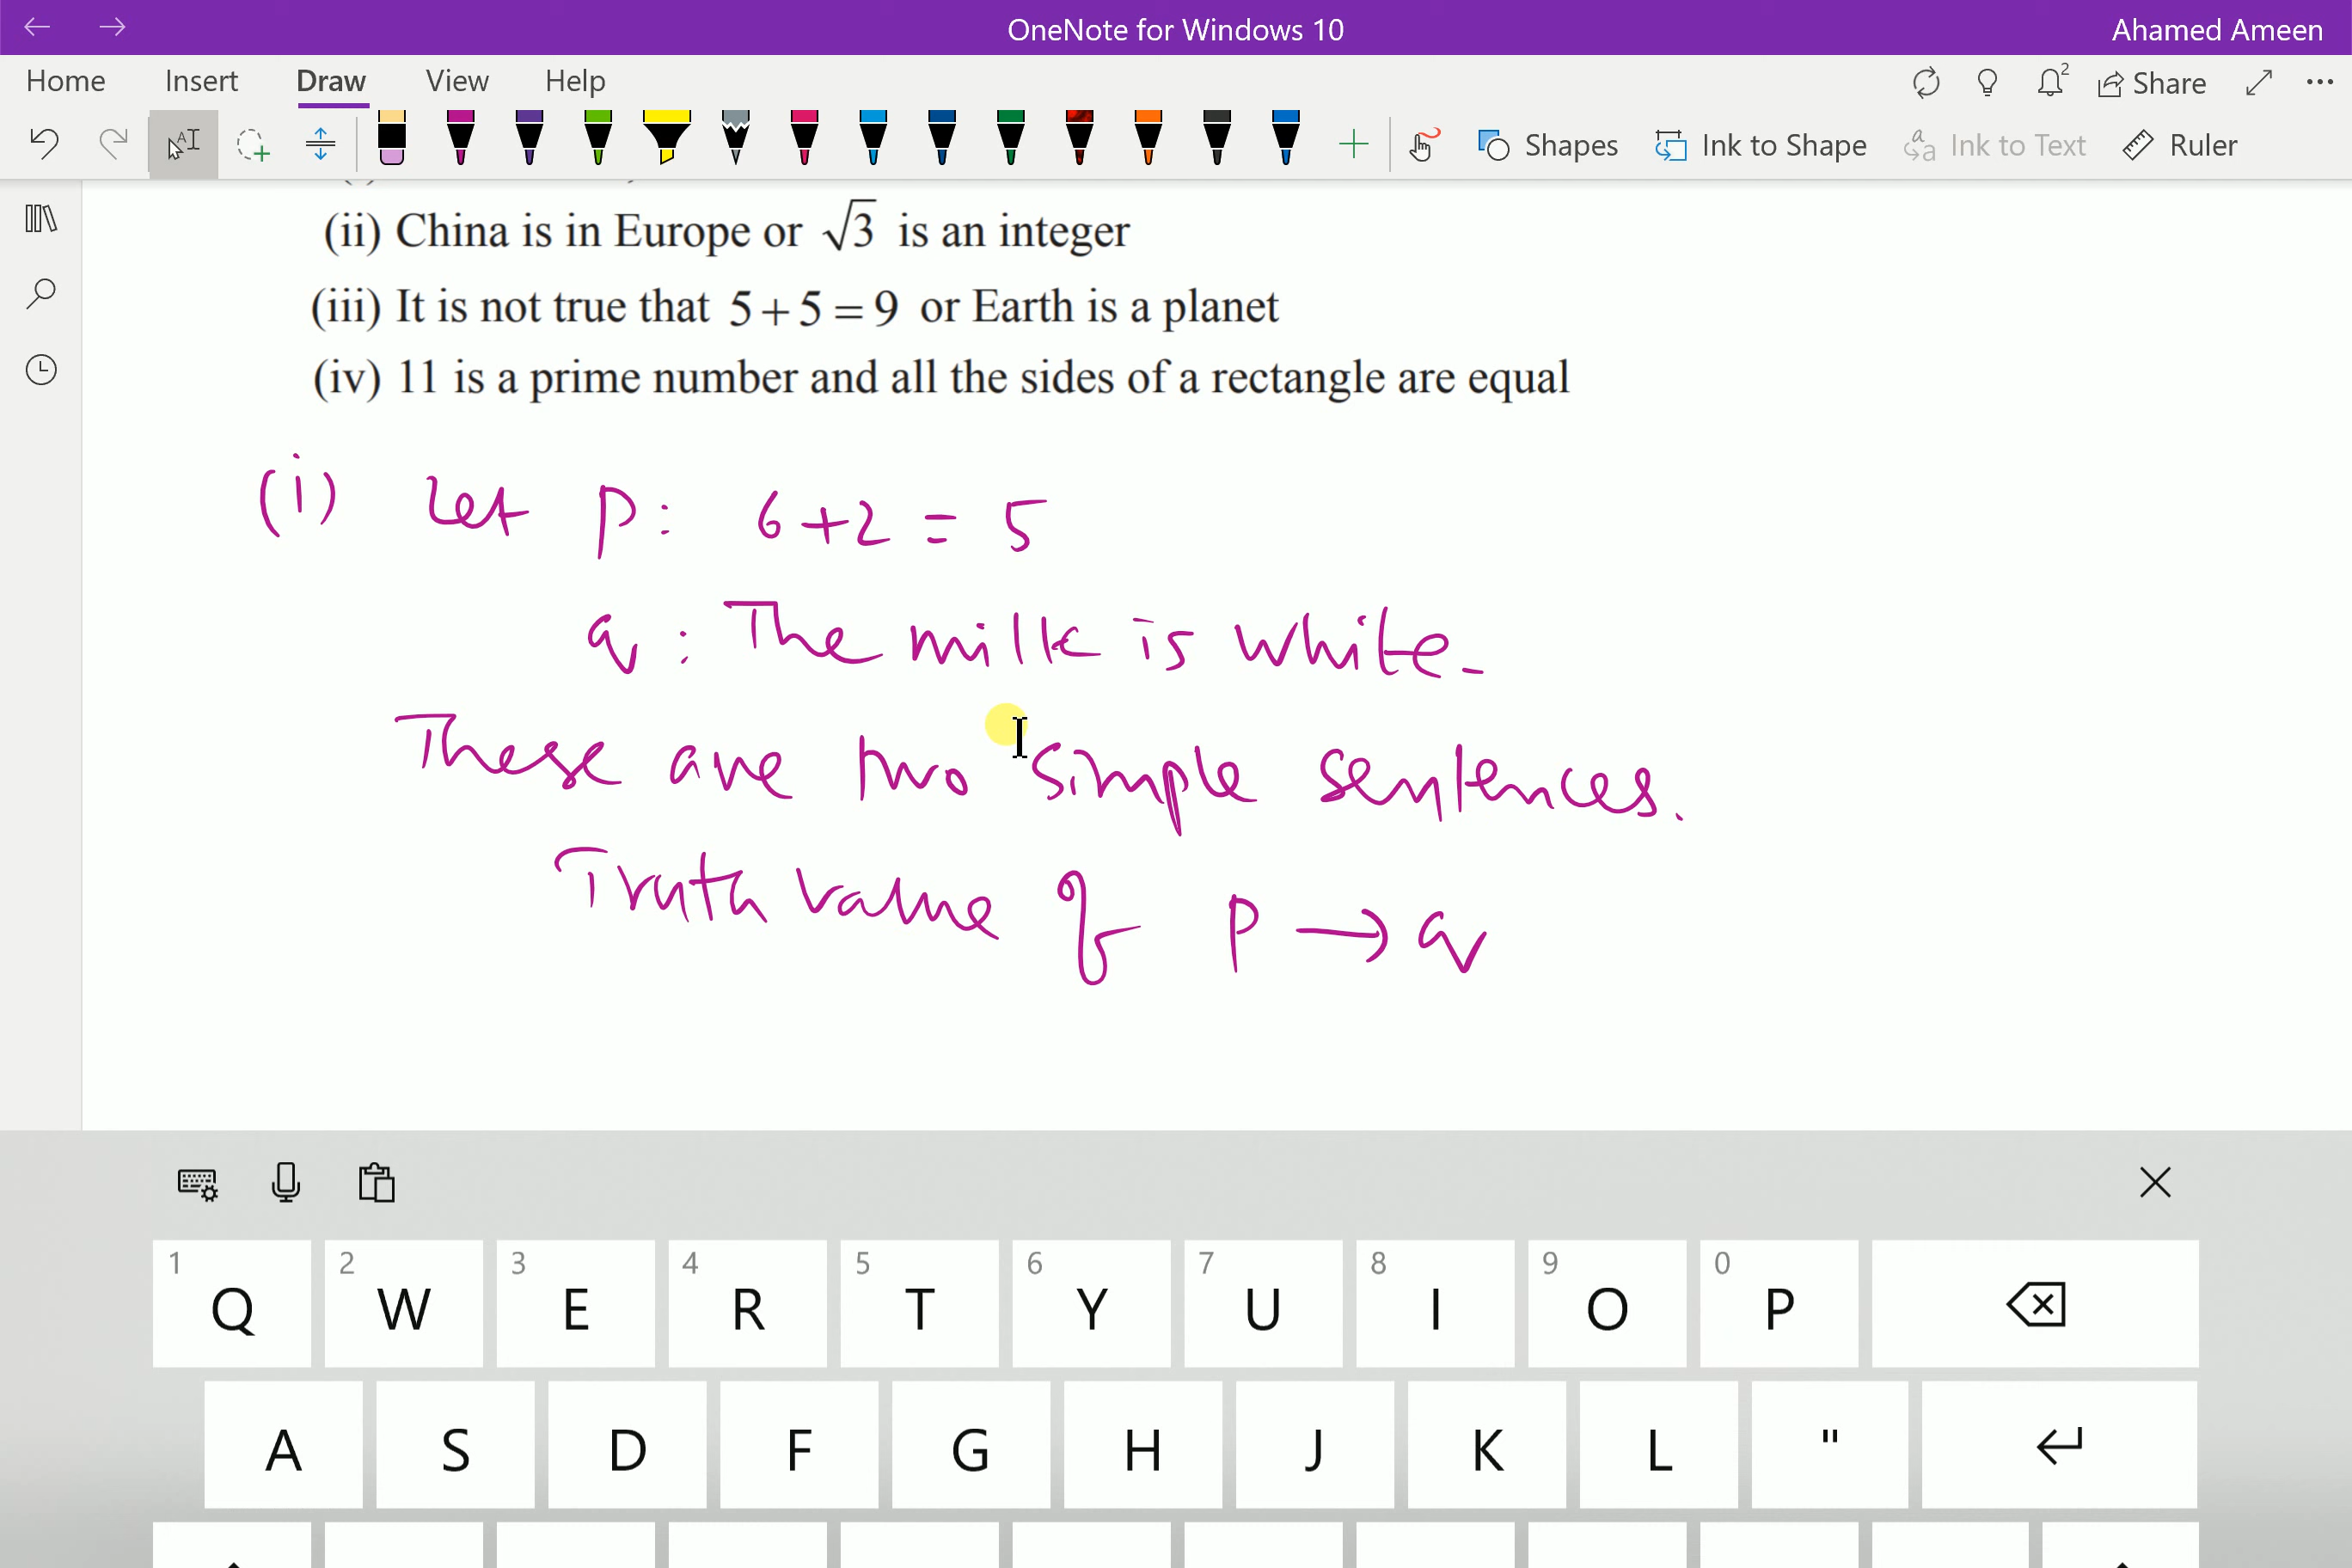 OneNote for Windows 10
Ahamed Ameen
Home Insert Draw View Help
2 Share
Shapes Ink to Shape Ink to Text Ruler
(ii) China is in Europe or √3 is an integer
(iii) It is not true that 5+5=9 or Earth is a planet
(iv) 11 is a prime number and all the sides of a rectangle are equal
(i) Let p: 6+2 = 5
q : The milk is white.
These are two simple sentences.
Truth value of p → q
1 2 3 4 5 6 7 8 9 0
Q W E R T Y U I O P
A S D F G H J K L "